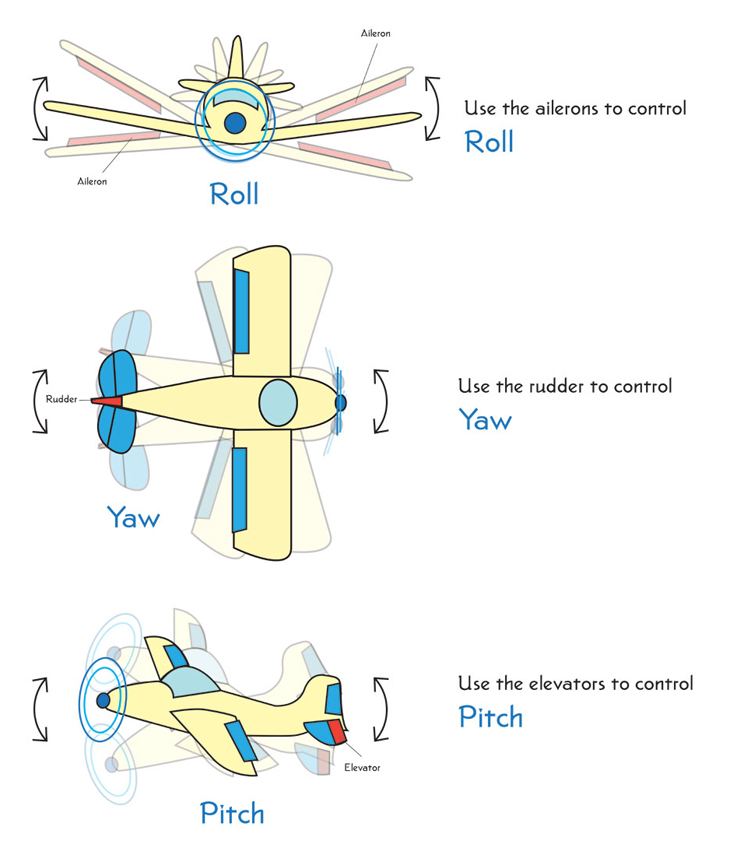 Aileron
Use the ailerons to control
Roll
Aileron
Roll
Use the rudder to control
Rudder
Yaw
Yaw
Use the elevators to control
Pitch
Elevator
Pitch